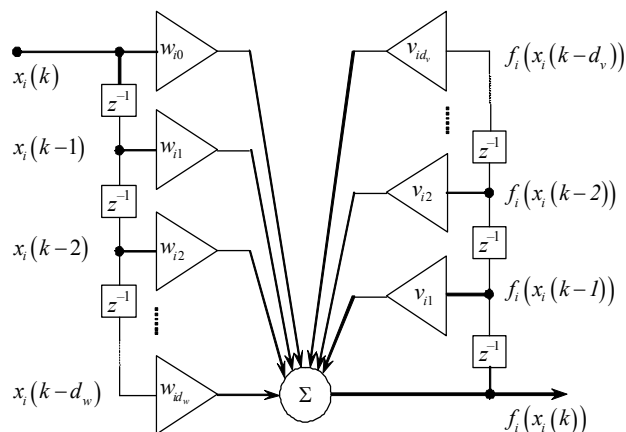 x_i(k)
w_{i0}
v_{id_v}
f_i(x_i(k-d_v))
z^{-1}
x_i(k-1)
w_{i1}
z^{-1}
z^{-1}
v_{i2}
f_i(x_i(k-2))
x_i(k-2)
w_{i2}
z^{-1}
z^{-1}
v_{i1}
f_i(x_i(k-1))
z^{-1}
x_i(k-d_w)
w_{id_w}
Σ
f_i(x_i(k))